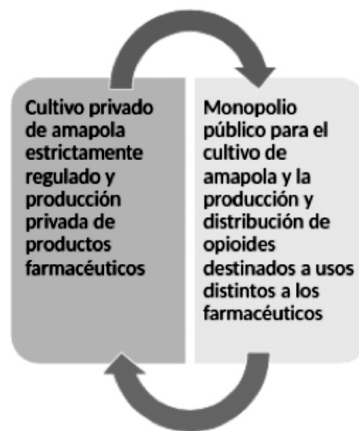 Cultivo privado
de amapola
estrictamente
regulado y
producción
privada de
productos
farmacéuticos
Monopolio
público para el
cultivo de
amapola y la
producción y
distribución de
opioides
destinados a usos
distintos a los
farmacéuticos